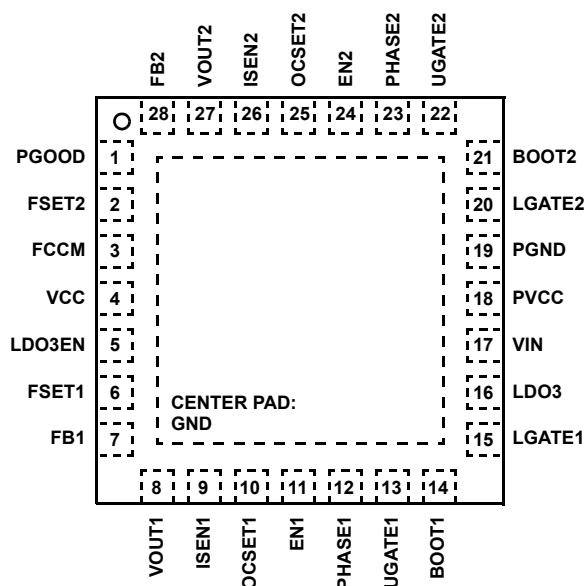 FB2
VOUT2
ISEN2
OCSET2
EN2
PHASE2
UGATE2
28
27
26
25
24
23
22
PGOOD 1
FSET2 2
FCCM 3
VCC 4
LDO3EN 5
FSET1 6
FB1 7
21 BOOT2
20 LGATE2
19 PGND
18 PVCC
17 VIN
16 LDO3
15 LGATE1
CENTER PAD:
GND
8
9
10
11
12
13
14
VOUT1
ISEN1
OCSET1
EN1
PHASE1
UGATE1
BOOT1